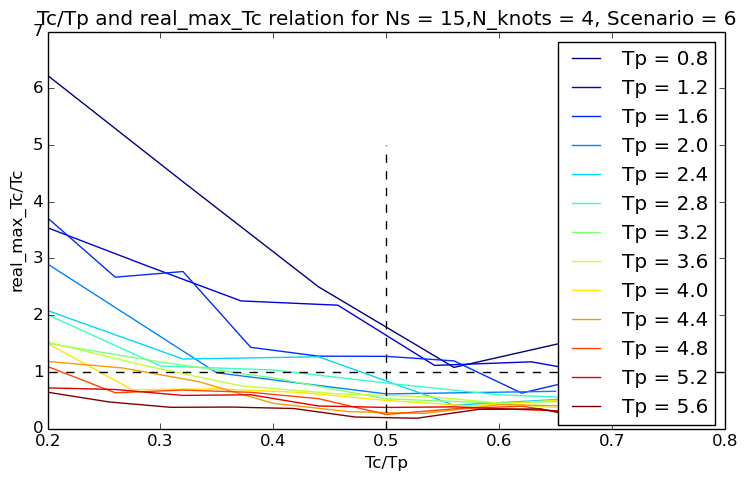 Tc/Tp and real_max_Tc relation for Ns = 15,N_knots = 4, Scenario = 6
7
6
5
4
3
2
1
0
real_max_Tc/Tc
0.2
0.3
0.4
0.5
0.6
0.7
0.8
Tc/Tp
Tp = 0.8
Tp = 1.2
Tp = 1.6
Tp = 2.0
Tp = 2.4
Tp = 2.8
Tp = 3.2
Tp = 3.6
Tp = 4.0
Tp = 4.4
Tp = 4.8
Tp = 5.2
Tp = 5.6